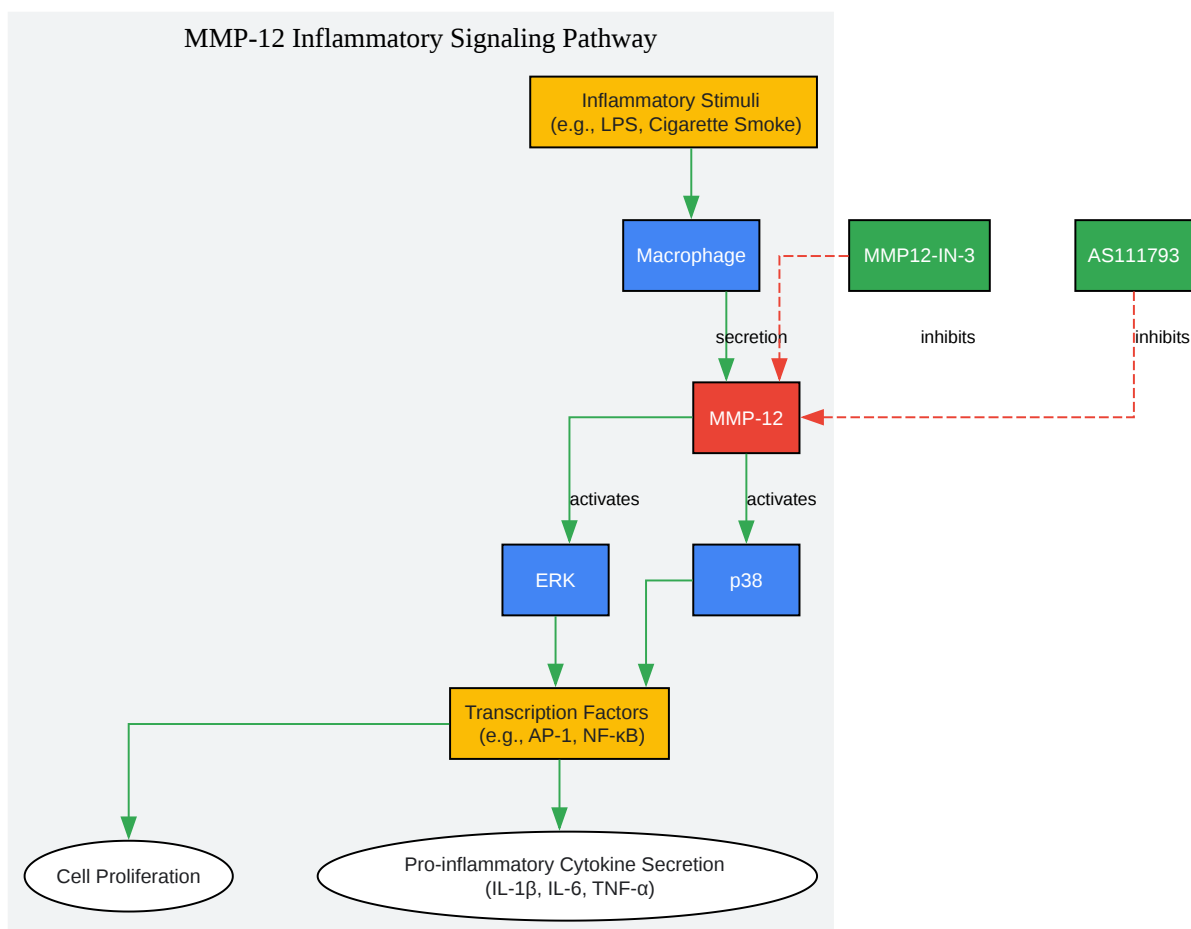 MMP-12 Inflammatory Signaling Pathway
Inflammatory Stimuli
(e.g., LPS, Cigarette Smoke)
Macrophage
MMP12-IN-3
AS111793
secretion
inhibits
inhibits
MMP-12
activates
activates
ERK
p38
Transcription Factors
(e.g., AP-1, NF-κB)
Cell Proliferation
Pro-inflammatory Cytokine Secretion
(IL-1β, IL-6, TNF-α)